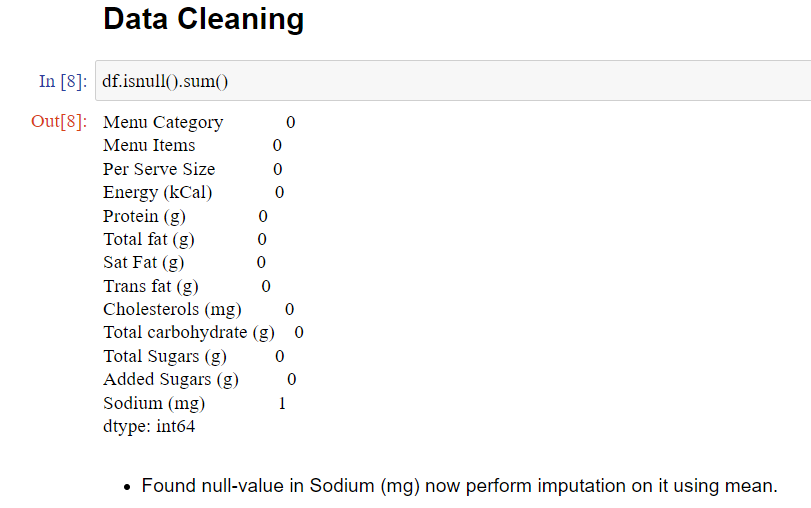 Data Cleaning
In [8]: df.isnull().sum()
Out[8]: Menu Category 0
Menu Items 0
Per Serve Size 0
Energy (kCal) 0
Protein (g) 0
Total fat (g) 0
Sat Fat (g) 0
Trans fat (g) 0
Cholesterols (mg) 0
Total carbohydrate (g) 0
Total Sugars (g) 0
Added Sugars (g) 0
Sodium (mg) 1
dtype: int64
• Found null-value in Sodium (mg) now perform imputation on it using mean.